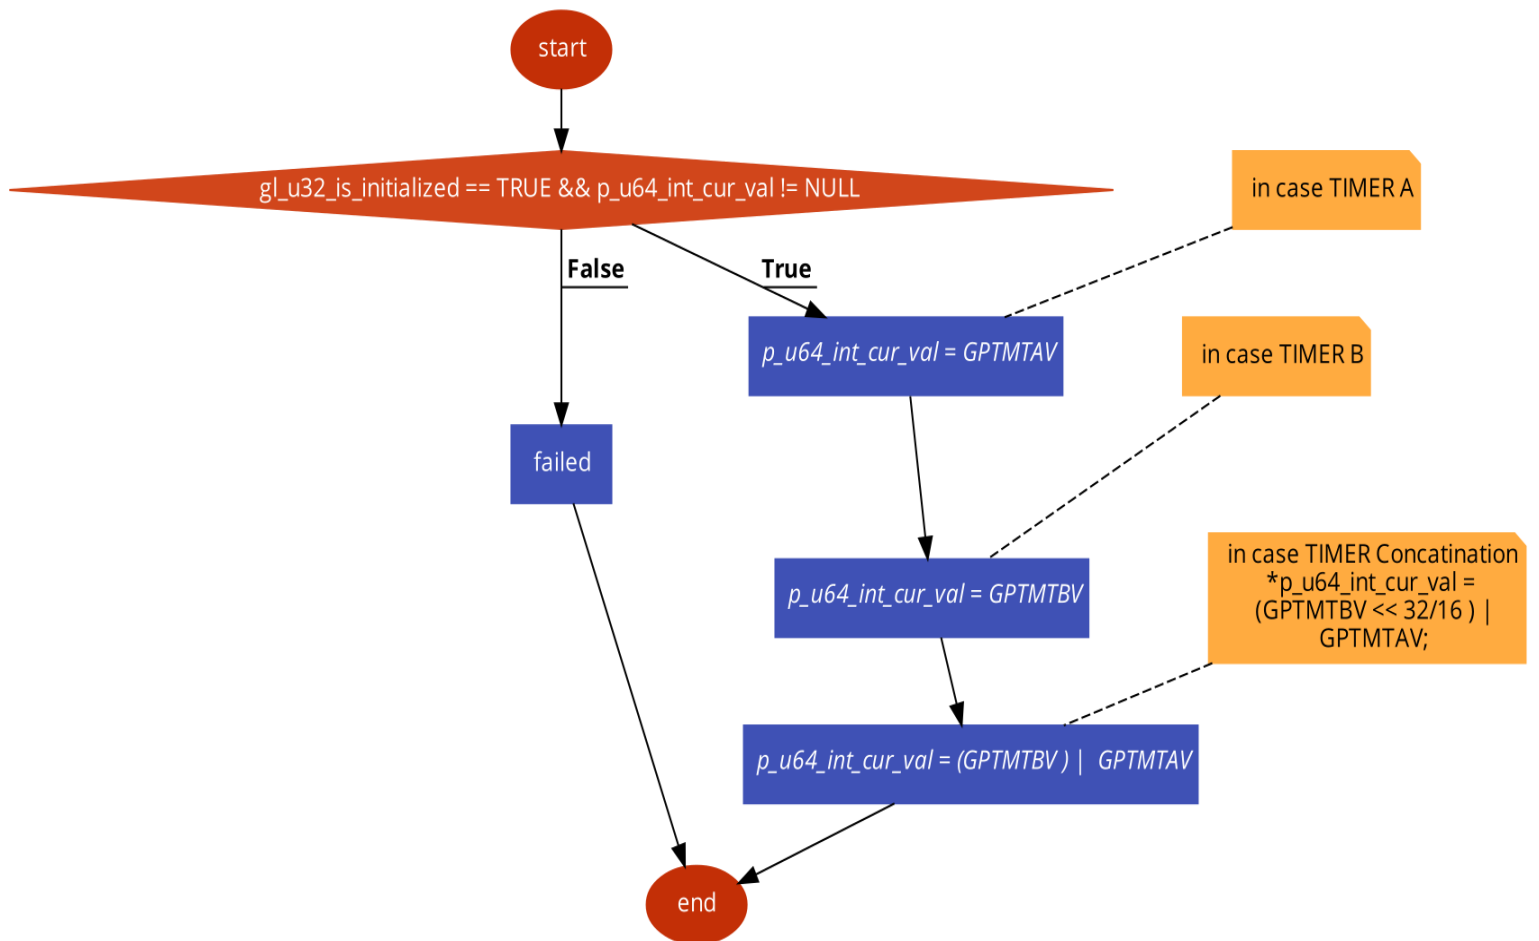 start
gl_u32_is_initialized == TRUE && p_u64_int_cur_val != NULL
in case TIMER A
False
True
p_u64_int_cur_val = GPTMTAV
in case TIMER B
failed
p_u64_int_cur_val = GPTMTBV
in case TIMER Concatination
*p_u64_int_cur_val =
(GPTMTBV << 32/16 ) |
GPTMTAV;
p_u64_int_cur_val = (GPTMTBV ) | GPTMTAV
end